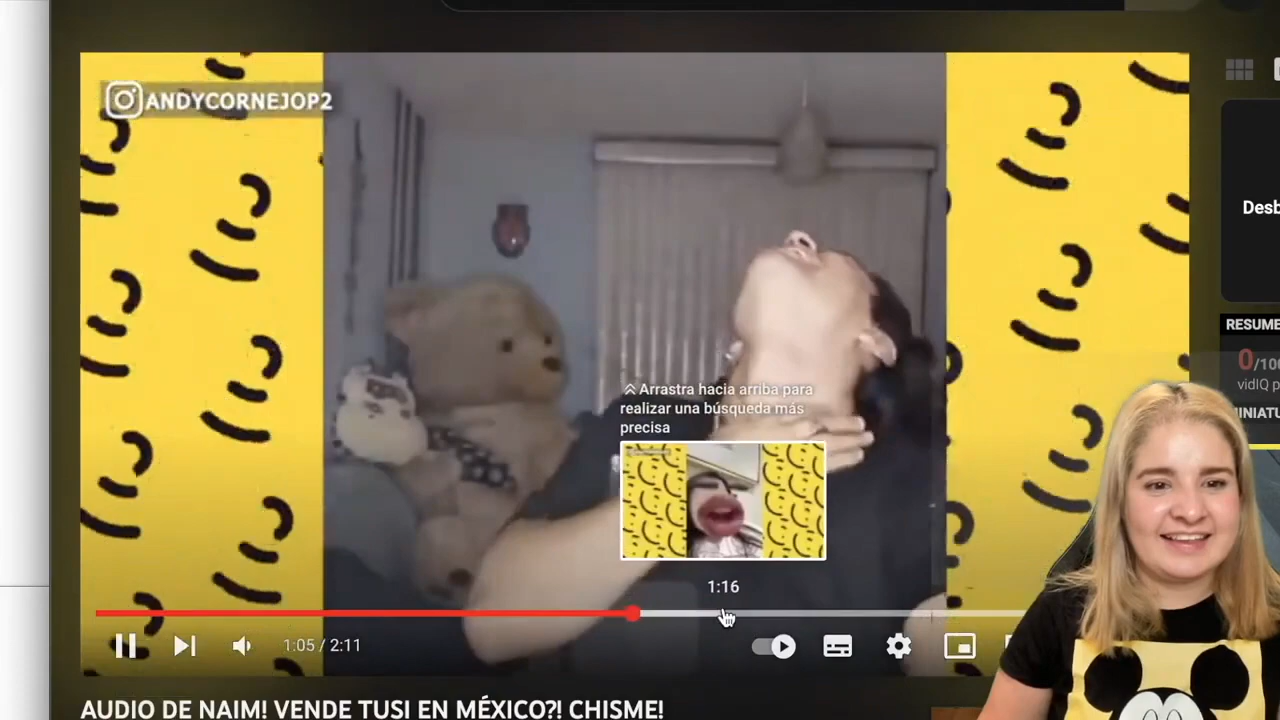 ANDYCORNEJOP2
Desb
RESUME
0/100
vidIQ p
MINIATU
Arrastra hacia arriba para
realizar una búsqueda más
precisa
1:16
1:05 / 2:11
AUDIO DE NAIM! VENDE TUSI EN MÉXICO?! CHISME!